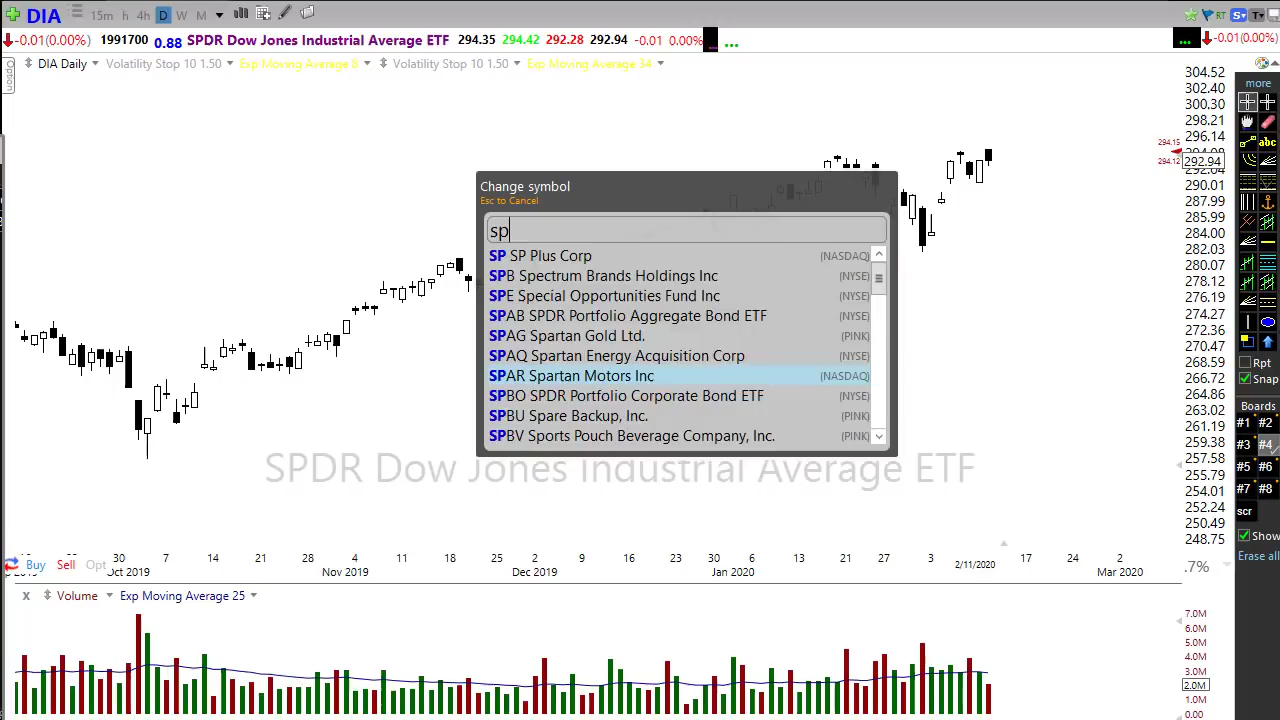 DIA 15m h 4h D W M RT S T
-0.01(0.00%) 1991700 0.88 SPDR Dow Jones Industrial Average ETF 294.35 294.42 292.28 292.94 -0.01 0.00% ... ... -0.01(0.00%)
Option
DIA Daily Volatility Stop 10 1.50 Exp Moving Average 8 Volatility Stop 10 1.50 Exp Moving Average 34
304.52
302.40
300.30
298.21
296.14
294.15
292.94
294.12
292.04
290.01
287.99
285.99
284.00
282.03
280.07
278.12
276.19
274.27
272.36
270.47
268.59
266.72
264.86
263.02
261.19
259.38
257.58
255.79
254.01
252.24
250.49
248.75
more
abc
Rpt
Snap
Boards
#1 #2
#3 #4
#5 #6
#7 #8
scr
Show
Erase all
Change symbol
Esc to Cancel
sp
SP SP Plus Corp (NASDAQ)
SPB Spectrum Brands Holdings Inc (NYSE)
SPE Special Opportunities Fund Inc (NYSE)
SPAB SPDR Portfolio Aggregate Bond ETF (NYSE)
SPAG Spartan Gold Ltd. (PINK)
SPAQ Spartan Energy Acquisition Corp (NYSE)
SPAR Spartan Motors Inc (NASDAQ)
SPBO SPDR Portfolio Corporate Bond ETF (NYSE)
SPBU Spare Backup, Inc. (PINK)
SPBV Sports Pouch Beverage Company, Inc. (PINK)
SPDR Dow Jones Industrial Average ETF
30 7 14 21 28 4 11 18 25 2 9 16 23 30 6 13 21 27 3 2/11/2020 17 24 2
Buy Sell Opt .7%
Oct 2019 Nov 2019 Dec 2019 Jan 2020 Mar 2020
x Volume Exp Moving Average 25
7.0M
6.0M
5.0M
4.0M
3.0M
2.0M
1.0M
0.00